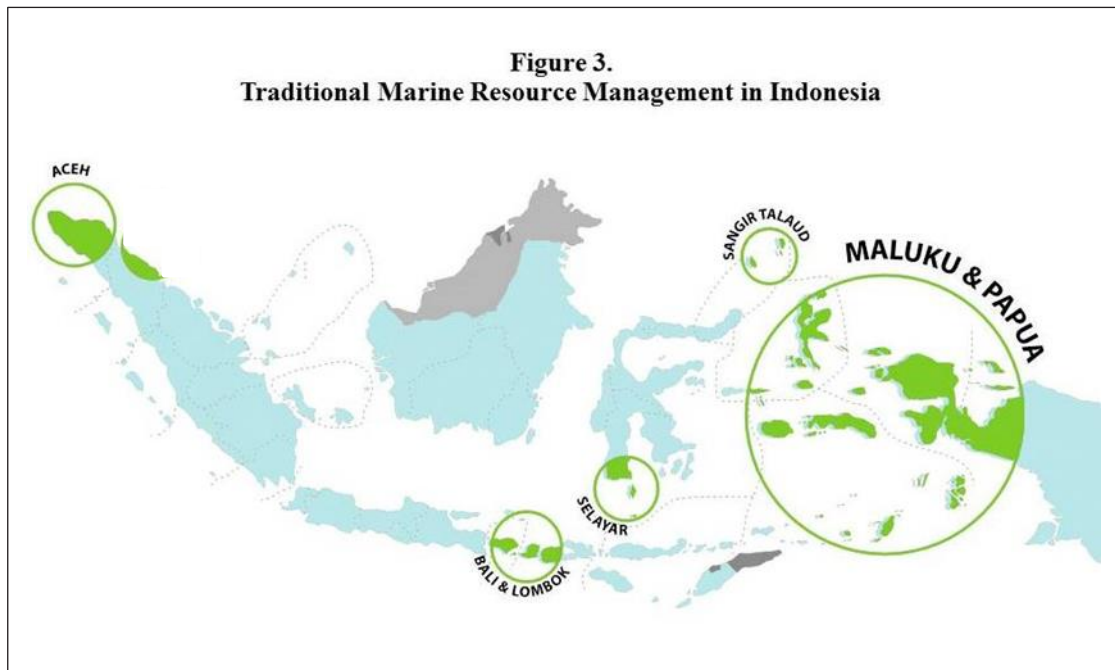 Figure 3.
Traditional Marine Resource Management in Indonesia
ACEH
SANGIR TALAUD
MALUKU & PAPUA
SELAYAR
BALI & LOMBOK